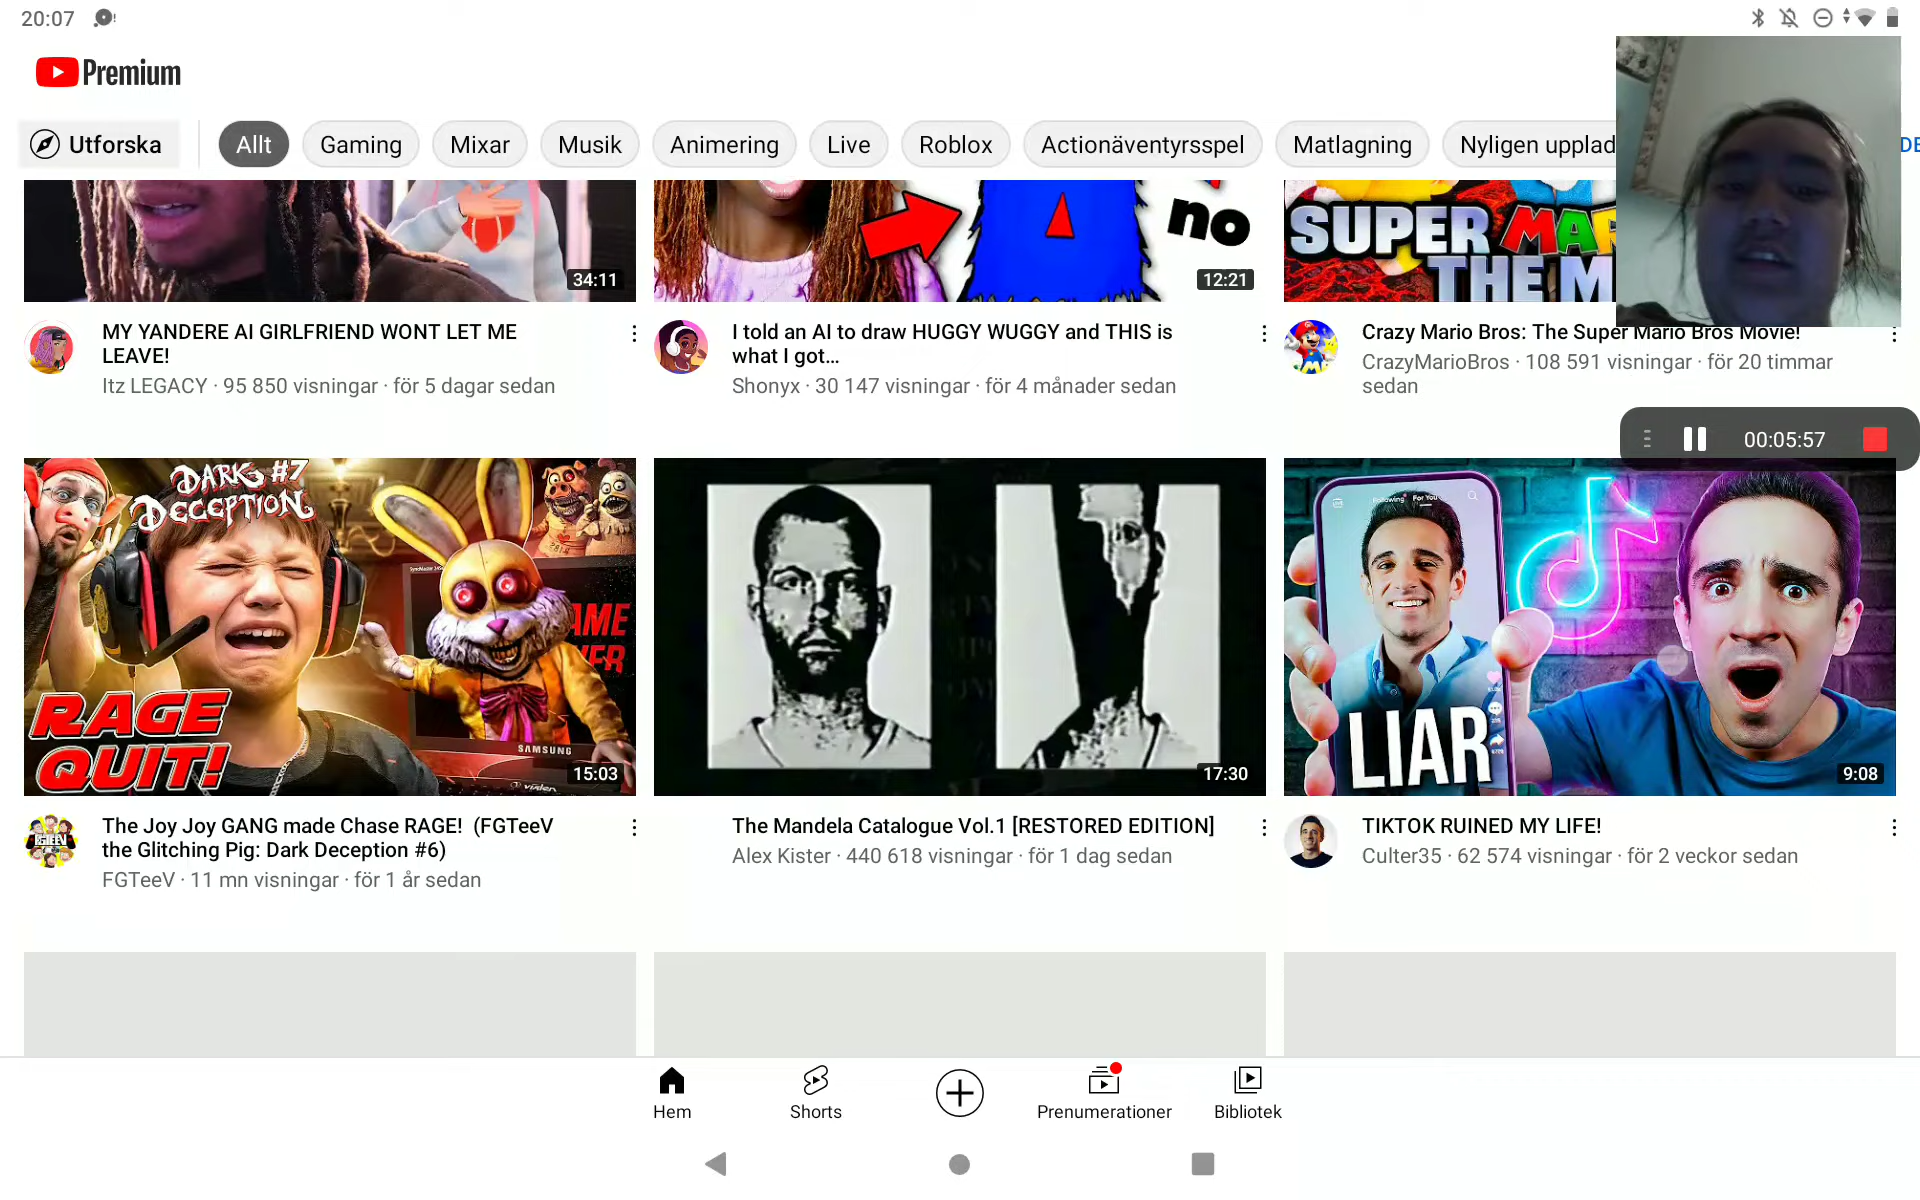 20:07
Premium
Utforska
Allt
Gaming
Mixar
Musik
Animering
Live
Roblox
Actionäventyrsspel
Matlagning
Nyligen upplad
DE
34:11
no
12:21
SUPER MAR
THE M
MY YANDERE AI GIRLFRIEND WONT LET ME
LEAVE!
Itz LEGACY · 95 850 visningar · för 5 dagar sedan
I told an AI to draw HUGGY WUGGY and THIS is
what I got...
Shonyx · 30 147 visningar · för 4 månader sedan
Crazy Mario Bros: The Super Mario Bros Movie!
CrazyMarioBros · 108 591 visningar · för 20 timmar
sedan
00:05:57
DARK #7
DECEPTION
GAME
RAGE
QUIT!
SAMSUNG
15:03
17:30
Following
For You
LIAR
9:08
The Joy Joy GANG made Chase RAGE! (FGTeeV
the Glitching Pig: Dark Deception #6)
FGTeeV · 11 mn visningar · för 1 år sedan
The Mandela Catalogue Vol.1 [RESTORED EDITION]
Alex Kister · 440 618 visningar · för 1 dag sedan
TIKTOK RUINED MY LIFE!
Culter35 · 62 574 visningar · för 2 veckor sedan
Hem
Shorts
Prenumerationer
Bibliotek